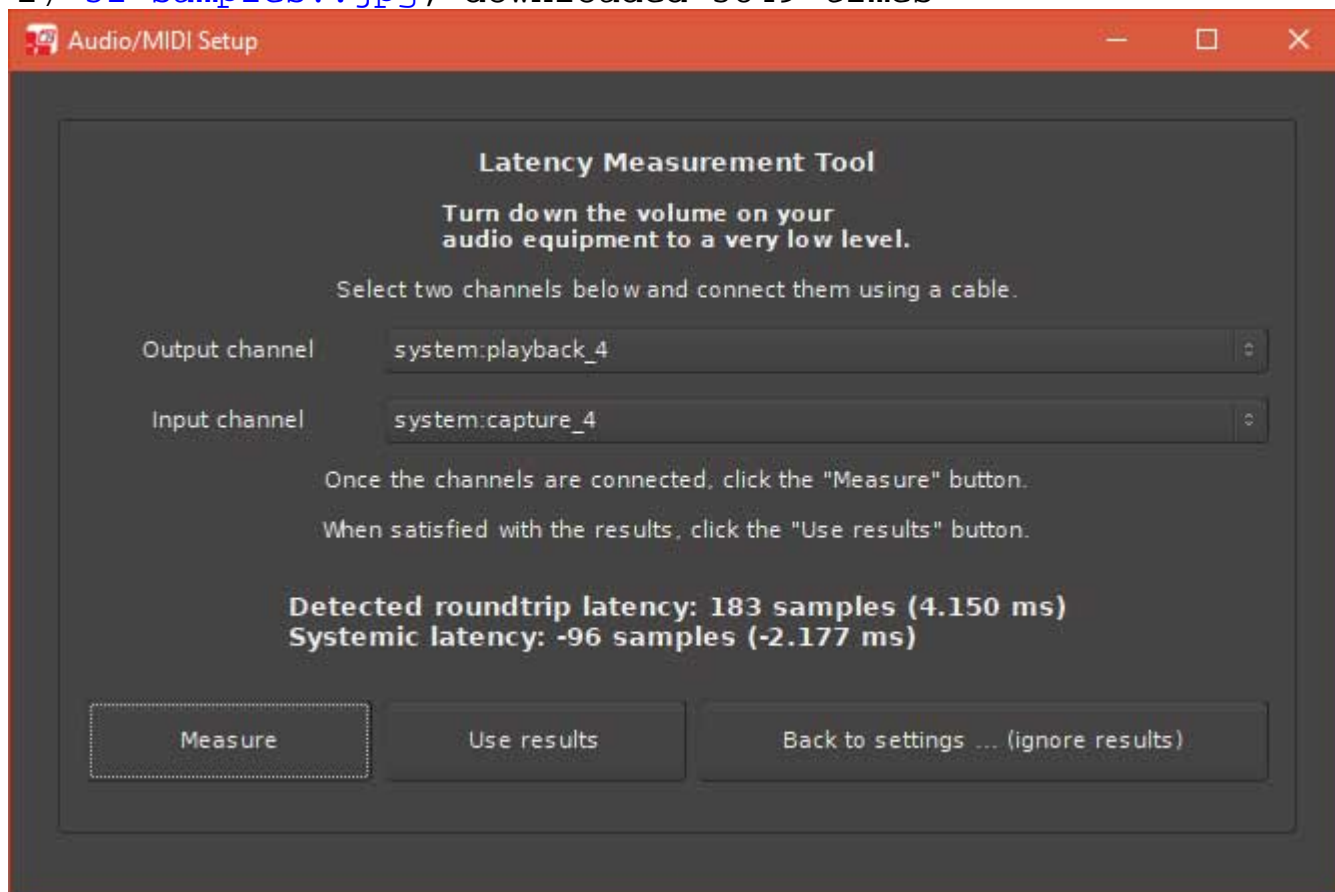 Audio/MIDI Setup
Latency Measurement Tool
Turn down the volume on your
audio equipment to a very low level.
Select two channels below and connect them using a cable.
Output channel system:playback_4
Input channel system:capture_4
Once the channels are connected, click the "Measure" button.
When satisfied with the results, click the "Use results" button.
Detected roundtrip latency: 183 samples (4.150 ms)
Systemic latency: -96 samples (-2.177 ms)
Measure Use results Back to settings ... (ignore results)